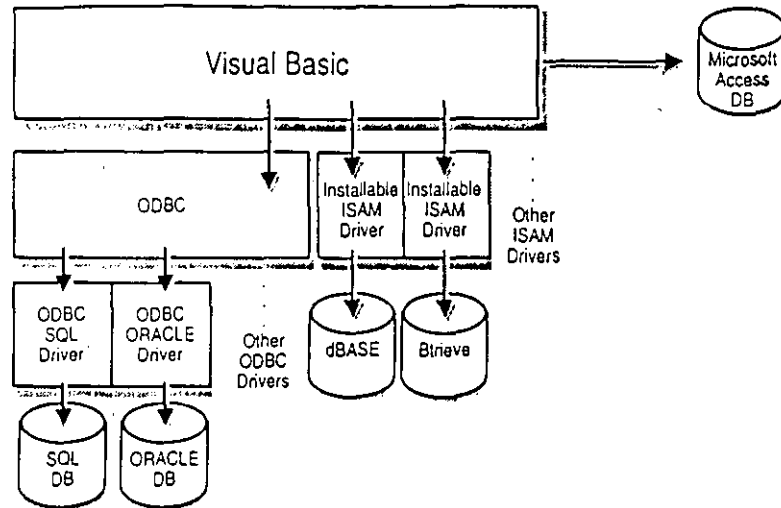 Visual Basic
Microsoft
Access
DB
ODBC
Installable
ISAM
Driver
Installable
ISAM
Driver
Other
ISAM
Drivers
ODBC
SQL
Driver
ODBC
ORACLE
Driver
Other
ODBC
Drivers
dBASE
Btrieve
SQL
DB
ORACLE
DB